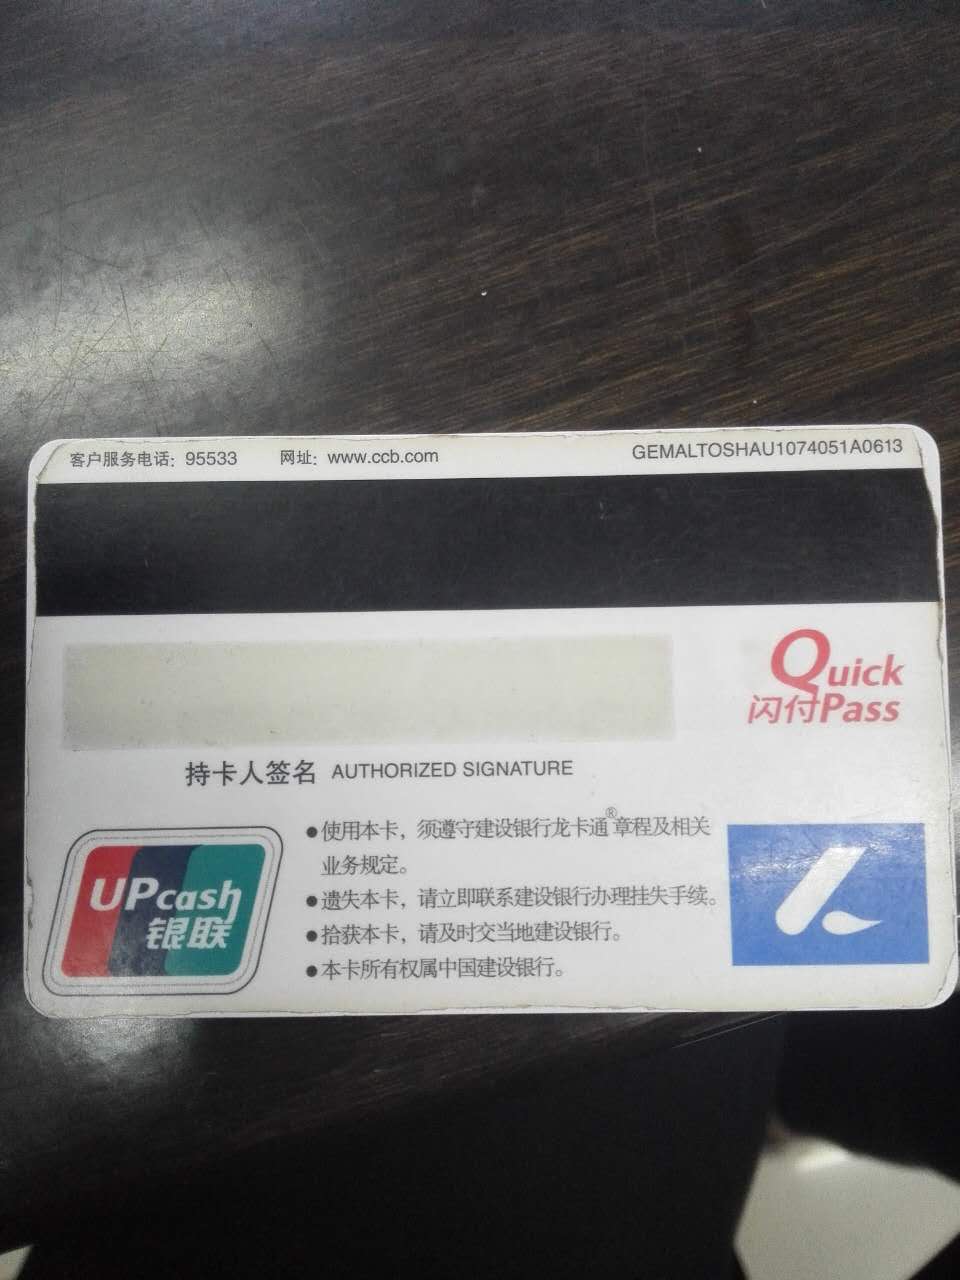 客户服务电话：95533 网址：www.ccb.com GEMALTOSHAU1074051A0613
Quick
闪付Pass
持卡人签名 AUTHORIZED SIGNATURE
UPcash
银联
●使用本卡，须遵守建设银行龙卡通®章程及相关
业务规定。
●遗失本卡，请立即联系建设银行办理挂失手续。
●拾获本卡，请及时交当地建设银行。
●本卡所有权属中国建设银行。